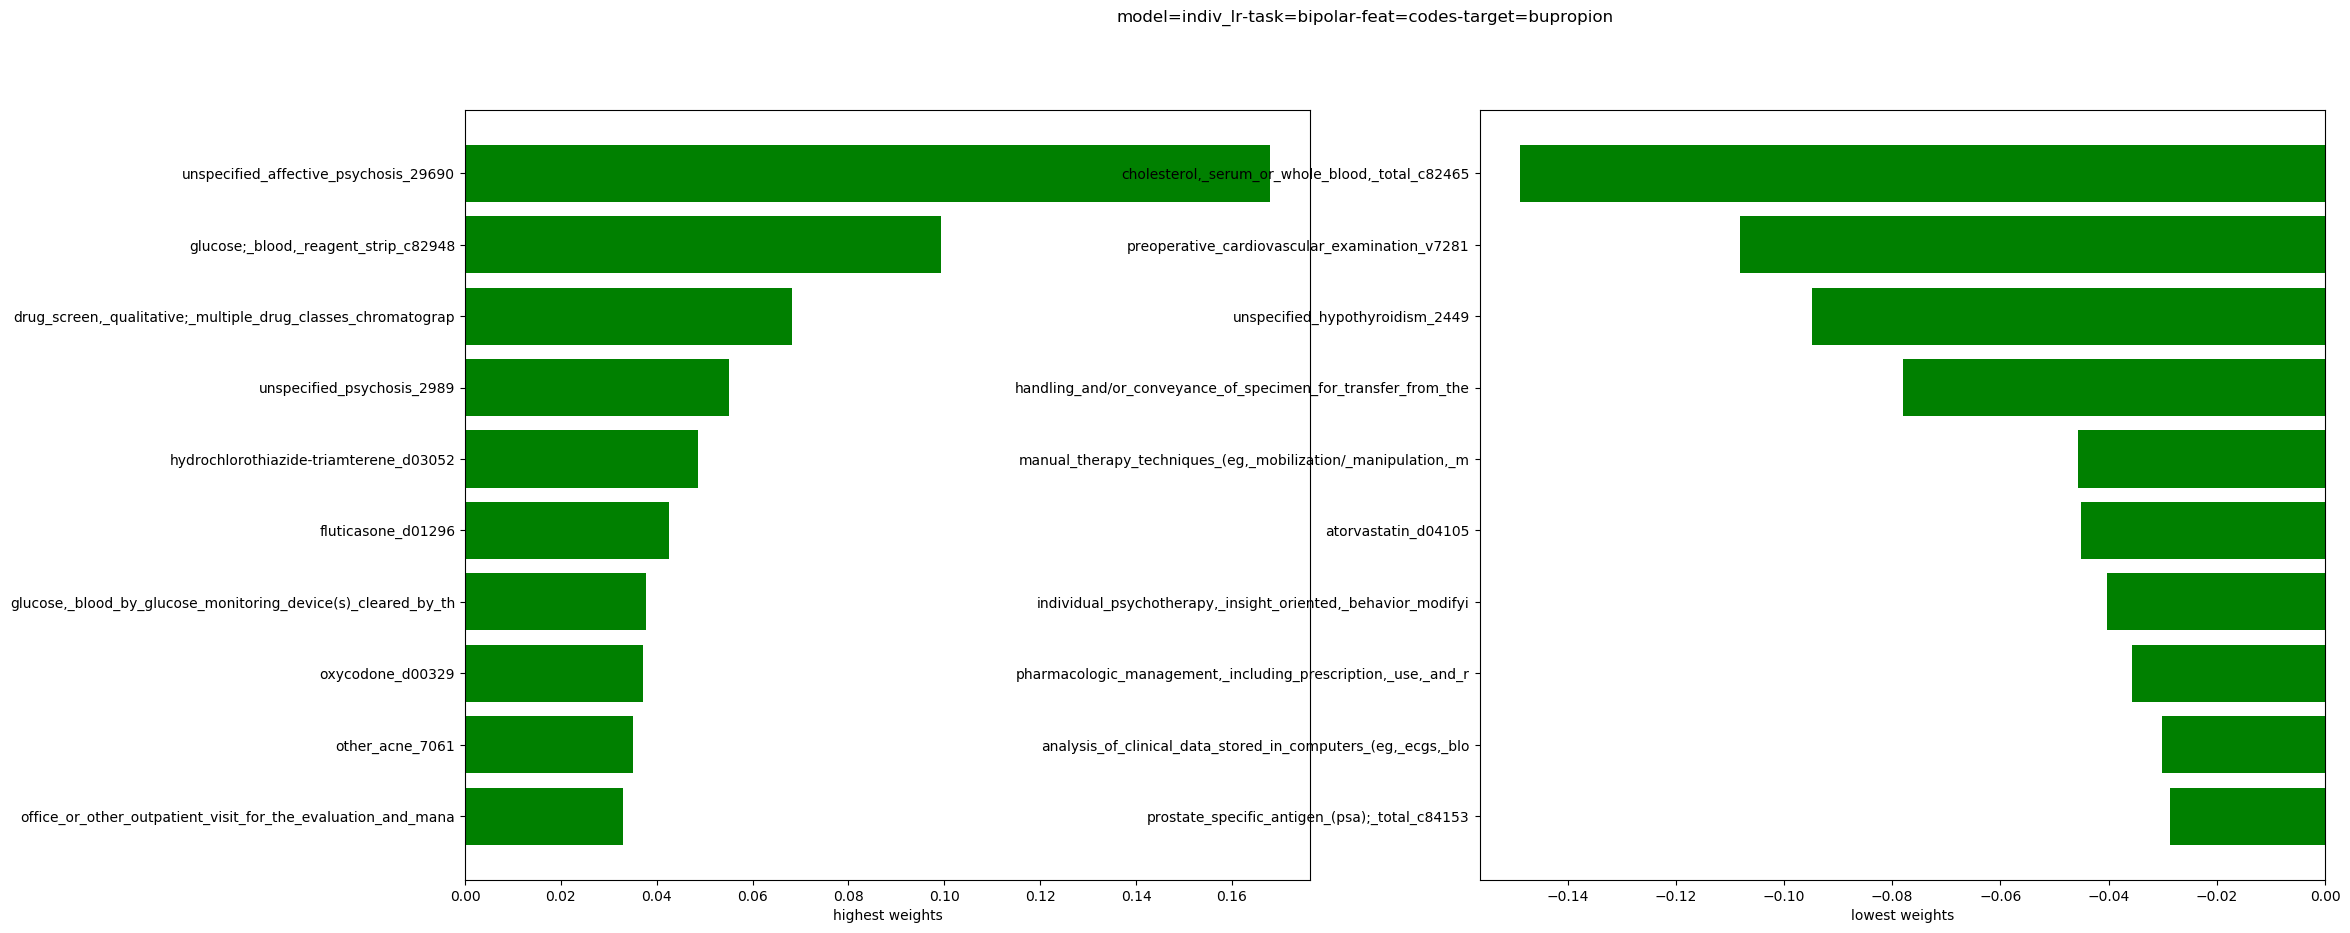 model=indiv_lr-task=bipolar-feat=codes-target=bupropion
unspecified_affective_psychosis_29690
glucose;_blood,_reagent_strip_c82948
drug_screen,_qualitative;_multiple_drug_classes_chromatograp
unspecified_psychosis_2989
hydrochlorothiazide-triamterene_d03052
fluticasone_d01296
glucose,_blood_by_glucose_monitoring_device(s)_cleared_by_th
oxycodone_d00329
other_acne_7061
office_or_other_outpatient_visit_for_the_evaluation_and_mana
0.00 0.02 0.04 0.06 0.08 0.10 0.12 0.14 0.16
highest weights
cholesterol,_serum_or_whole_blood,_total_c82465
preoperative_cardiovascular_examination_v7281
unspecified_hypothyroidism_2449
handling_and/or_conveyance_of_specimen_for_transfer_from_the
manual_therapy_techniques_(eg,_mobilization/_manipulation,_m
atorvastatin_d04105
individual_psychotherapy,_insight_oriented,_behavior_modifyi
pharmacologic_management,_including_prescription,_use,_and_r
analysis_of_clinical_data_stored_in_computers_(eg,_ecgs,_blo
prostate_specific_antigen_(psa);_total_c84153
−0.14 −0.12 −0.10 −0.08 −0.06 −0.04 −0.02 0.00
lowest weights